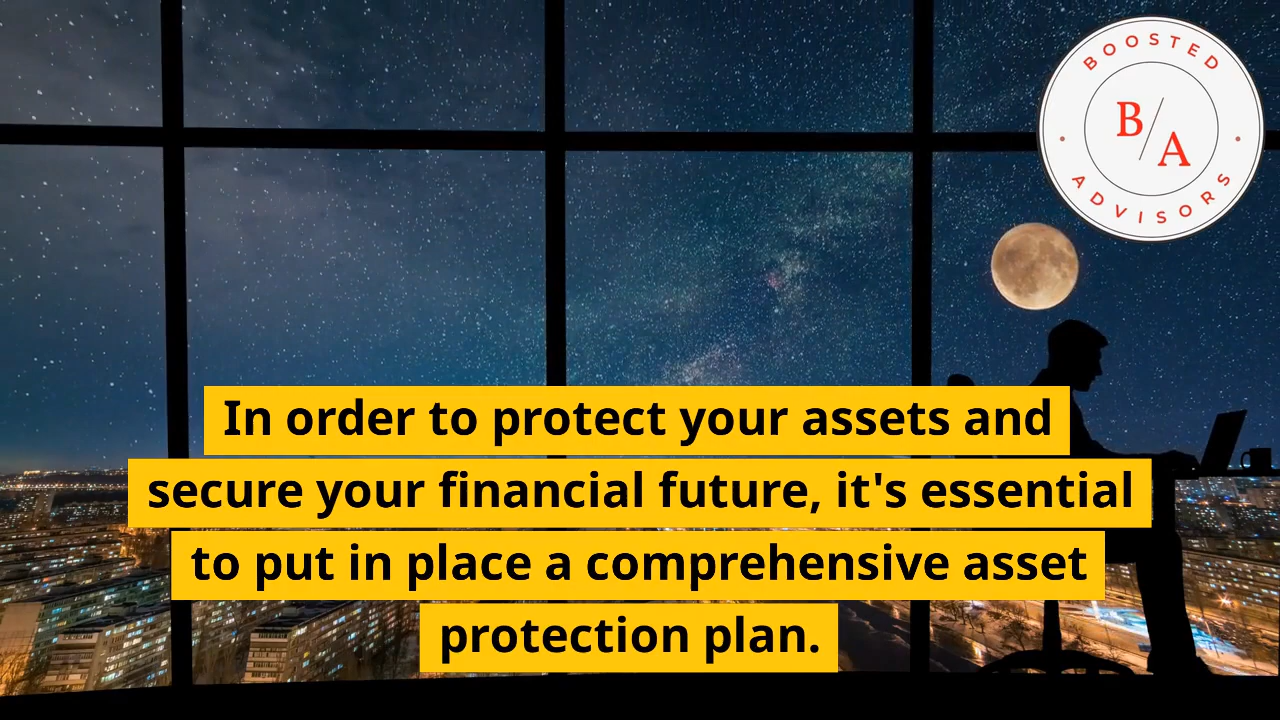 BOOSTED
B/A
ADVISORS
In order to protect your assets and
secure your financial future, it's essential
to put in place a comprehensive asset
protection plan.